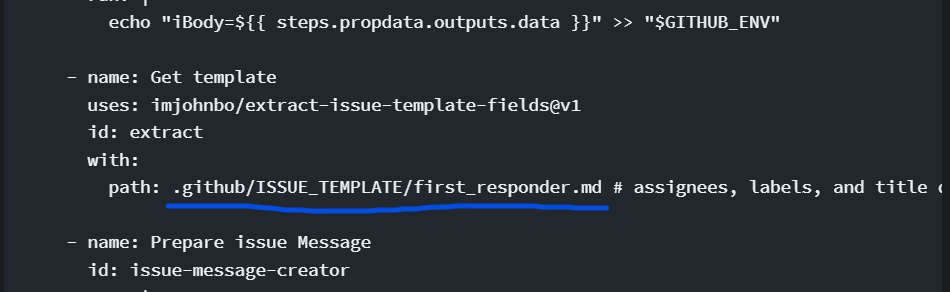 echo "iBody=${{ steps.propdata.outputs.data }}" >> "$GITHUB_ENV"
- name: Get template
uses: imjohnbo/extract-issue-template-fields@v1
id: extract
with:
path: .github/ISSUE_TEMPLATE/first_responder.md # assignees, labels, and title
- name: Prepare issue Message
id: issue-message-creator